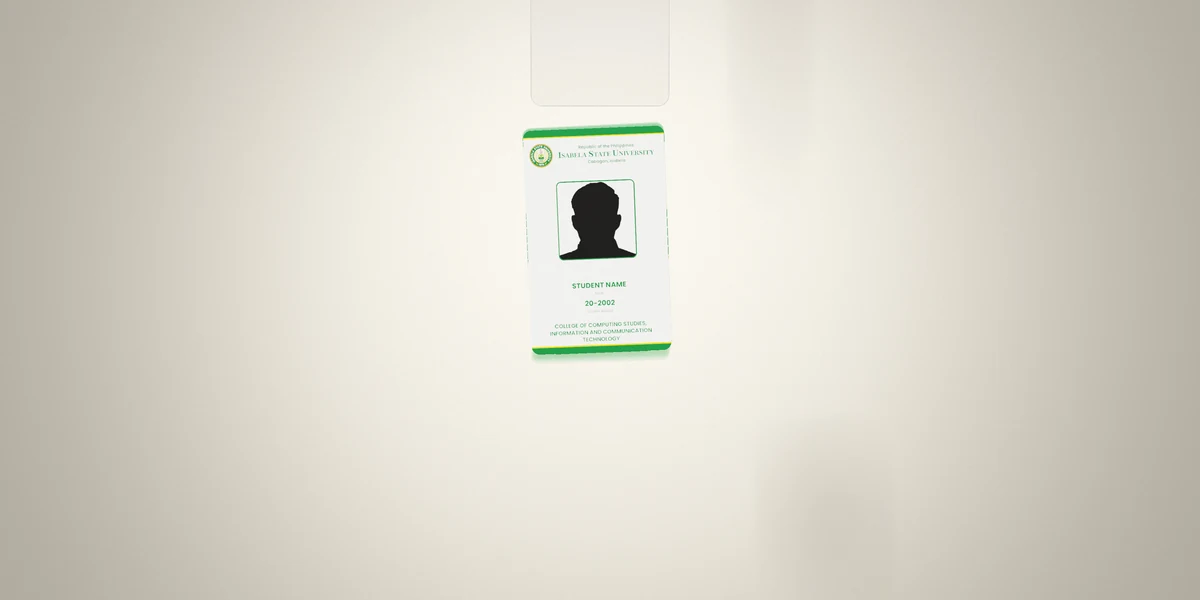 Republic of the Philippines
ISABELA STATE UNIVERSITY
STUDENT NAME
20-2002
COLLEGE OF COMPUTING STUDIES,
INFORMATION AND COMMUNICATION
TECHNOLOGY